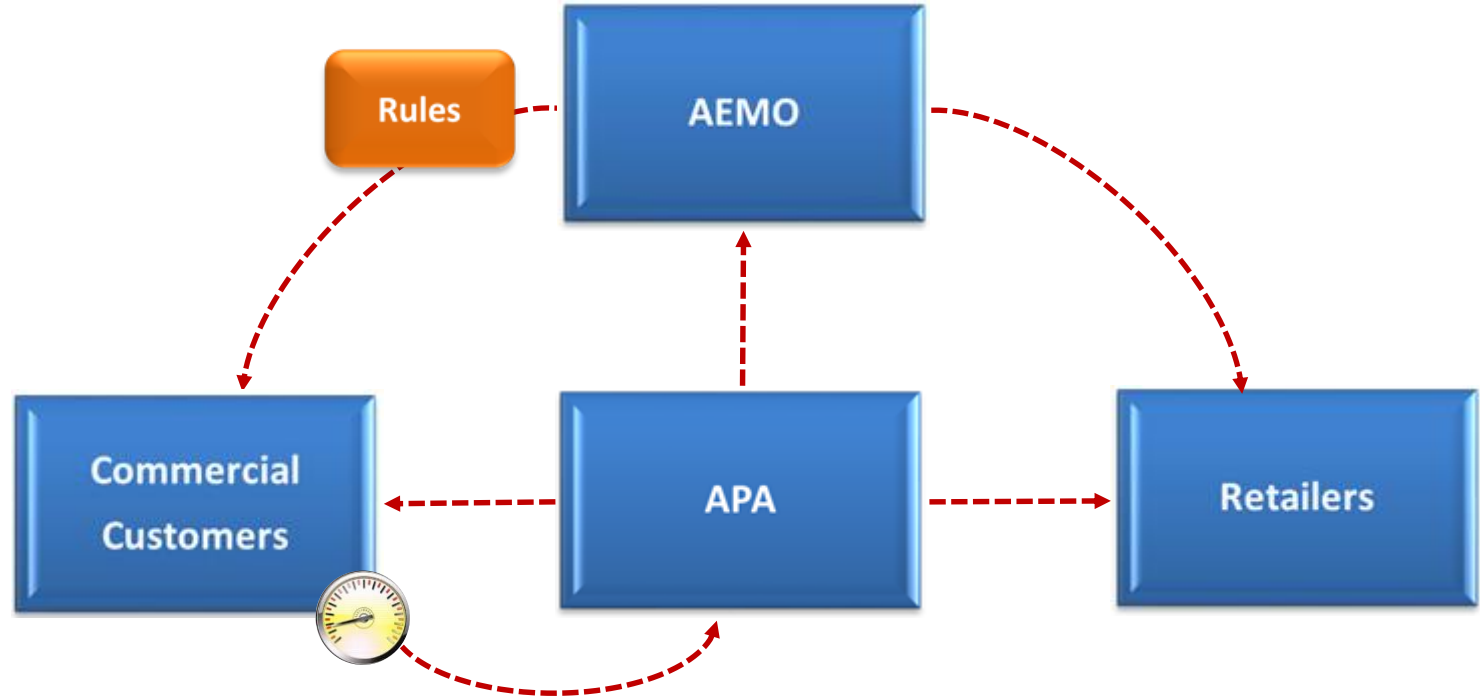 Rules
AEMO
Commercial
Customers
APA
Retailers